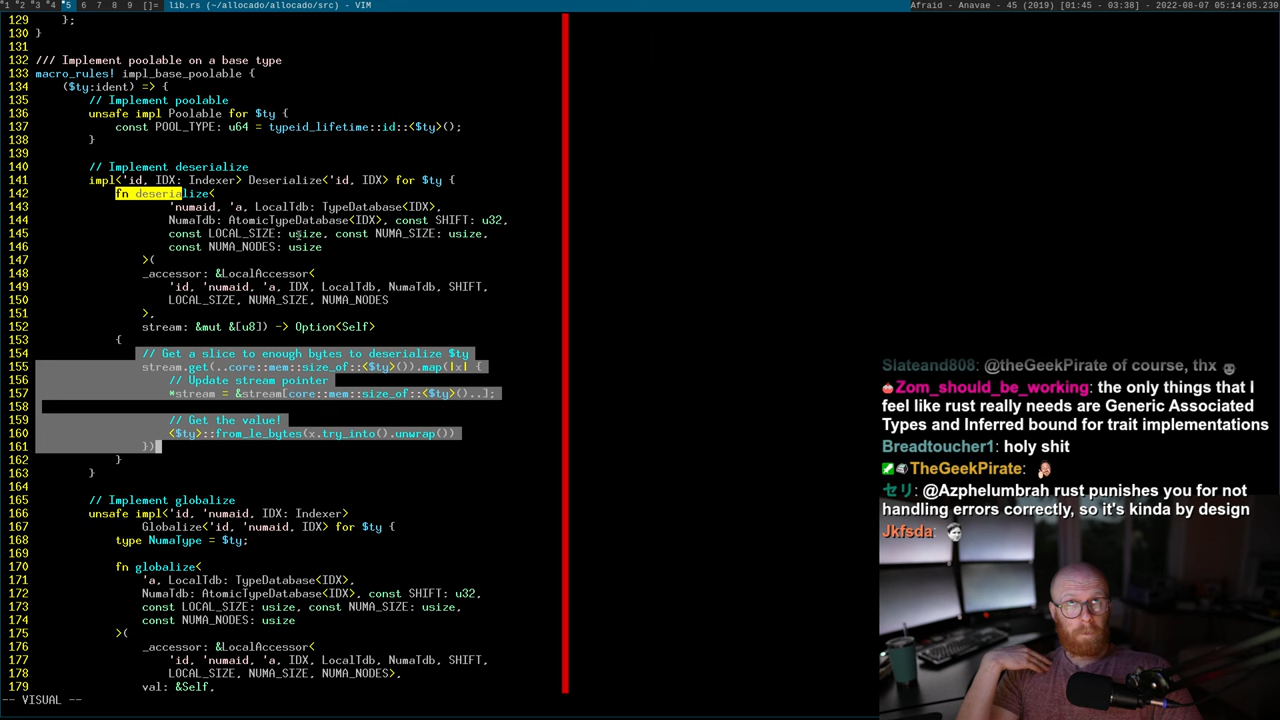 *1 *2 *3 *4 *5 6 7 8 9 []= lib.rs (~/allocado/allocado/src) - VIM
Afraid - Anavae - 45 (2019) [01:45 - 03:38] - 2022-08-07 05:14:05.230
129 };
130 }
131
132 /// Implement poolable on a base type
133 macro_rules! impl_base_poolable {
134 ($ty:ident) => {
135 // Implement poolable
136 unsafe impl Poolable for $ty {
137 const POOL_TYPE: u64 = typeid_lifetime::id::<$ty>();
138 }
139
140 // Implement deserialize
141 impl<'id, IDX: Indexer> Deserialize<'id, IDX> for $ty {
142 fn deserialize<
143 'numaid, 'a, LocalTdb: TypeDatabase<IDX>,
144 NumaTdb: AtomicTypeDatabase<IDX>, const SHIFT: u32,
145 const LOCAL_SIZE: usize, const NUMA_SIZE: usize,
146 const NUMA_NODES: usize
147 >(
148 _accessor: &LocalAccessor<
149 'id, 'numaid, 'a, IDX, LocalTdb, NumaTdb, SHIFT,
150 LOCAL_SIZE, NUMA_SIZE, NUMA_NODES
151 >,
152 stream: &mut &[u8]) -> Option<Self>
153 {
154 // Get a slice to enough bytes to deserialize $ty
155 stream.get(..core::mem::size_of::<$ty>()).map(|x| {
156 // Update stream pointer
157 *stream = &stream[core::mem::size_of::<$ty>()..];
158
159 // Get the value!
160 <$ty>::from_le_bytes(x.try_into().unwrap())
161 })
162 }
163 }
164
165 // Implement globalize
166 unsafe impl<'id, 'numaid, IDX: Indexer>
167 Globalize<'id, 'numaid, IDX> for $ty {
168 type NumaType = $ty;
169
170 fn globalize<
171 'a, LocalTdb: TypeDatabase<IDX>,
172 NumaTdb: AtomicTypeDatabase<IDX>, const SHIFT: u32,
173 const LOCAL_SIZE: usize, const NUMA_SIZE: usize,
174 const NUMA_NODES: usize
175 >(
176 _accessor: &LocalAccessor<
177 'id, 'numaid, 'a, IDX, LocalTdb, NumaTdb, SHIFT,
178 LOCAL_SIZE, NUMA_SIZE, NUMA_NODES>,
179 val: &Self,
-- VISUAL --
Slateand808: @theGeekPirate of course, thx
Zom_should_be_working: the only things that I
feel like rust really needs are Generic Associated
Types and Inferred bound for trait implementations
Breadtoucher1: holy shit
TheGeekPirate:
セリ: @Azphelumbrah rust punishes you for not
handling errors correctly, so it's kinda by design
Jkfsda: